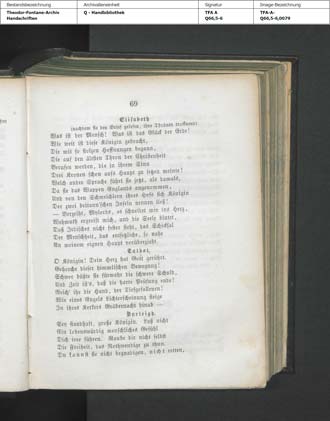 Bestandsbezeichnung
Theodor-Fontane-Archiv
Handschriften
Archivalieneinheit
Q - Handbibliothek
Signatur
TFA A
Q66,5-6
Image-Bezeichnung
TFA-A-
Q66,5-6,0079
69
Elisabeth
(nachdem sie den Brief gelesen, ihre Thränen trocknend):
Was ist der Mensch! Was ist das Glück der Erde!
Wie weit ist diese Königin gebracht,
Die mit so stolzen Hoffnungen begann,
Die auf den ältsten Thron der Christenheit
Berufen worden, die in ihrem Sinn
Drei Kronen schon aufs Haupt zu setzen meinte!
Welch andre Sprache führt sie jetzt, als damals,
Da sie das Wappen Englands angenommen,
Und von den Schmeichlern ihres Hofs sich Königin
Der zwei britann'schen Inseln nennen ließ!
— Verzeiht, Mylords, es schneidet mir ins Herz,
Wehmuth ergreift mich, und die Seele blutet,
Daß Irdisches nicht fester steht, das Schicksal
Der Menschheit, das entsetzliche, so nahe
An meinem eignen Haupt vorüberzieht.
Talbot.
O Königin! Dein Herz hat Gott gerührt.
Gehorche dieser himmlischen Bewegung!
Schwer büßte sie fürwahr die schwere Schuld,
Und Zeit ist's, daß die harte Prüfung ende!
Reich' ihr die Hand, der Tiefgefallenen!
Wie eines Engels Lichterscheinung steige
In ihres Kerkers Gräbernacht hinab —
Burleigh.
Sey standhaft, große Königin. Laß nicht
Ein lobenswürdig menschliches Gefühl
Dich irre führen. Raube dir nicht selbst
Die Freiheit, das Nothwendige zu thun.
Du kannst sie nicht begnadigen, nicht retten,